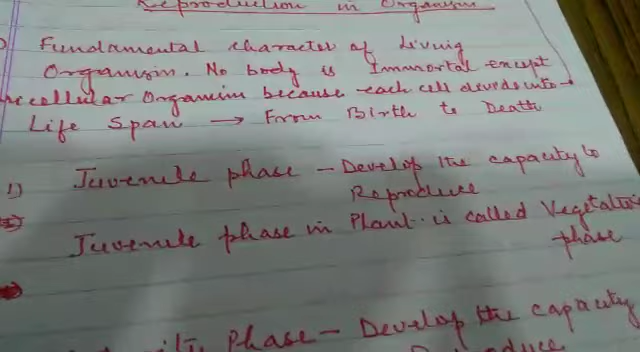 Reproduction in Organism
Fundamental character of Living
Organism. No body is Immortal except
cellular Organism because each cell devides into
Life Span → From Birth to Death
1) Juvenile phase - Develop the capacity to
Reproduce
Juvenile phase in Plant is called Vegetative
phase
phase - Develop the capacity